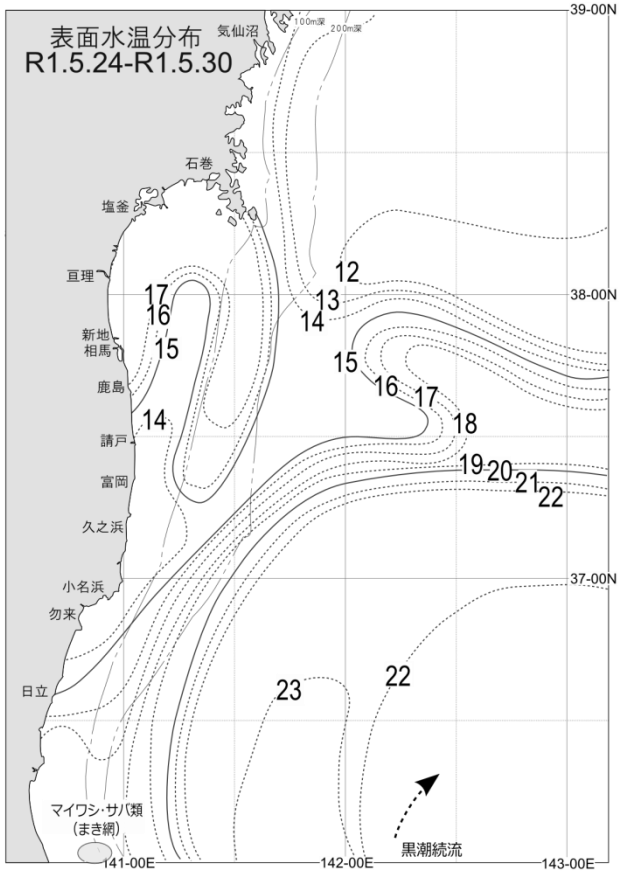 39-00N
表面水温分布
R1.5.24-R1.5.30
気仙沼
100m深
200m深
石巻
塩釜
亘理
12
17
13
38-00N
16
14
新地
相馬
15
15
鹿島
16
17
14
18
請戸
19
20
富岡
21
22
久之浜
小名浜
37-00N
勿来
日立
23
22
マイワシ・サバ類
(まき網)
黒潮続流
141-00E
142-00E
143-00E